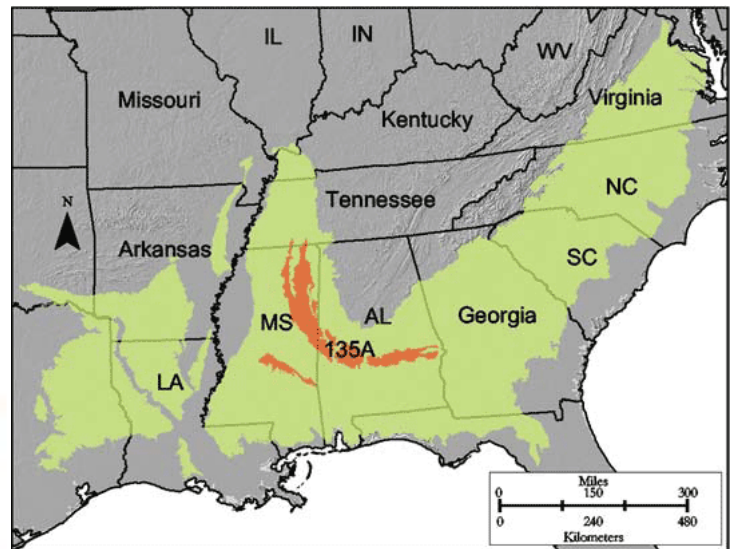 IL
IN
WV
Missouri
Virginia
Kentucky
N
NC
Tennessee
Arkansas
SC
MS
AL
Georgia
135A
LA
Miles
0 150 300
0 240 480
Kilometers